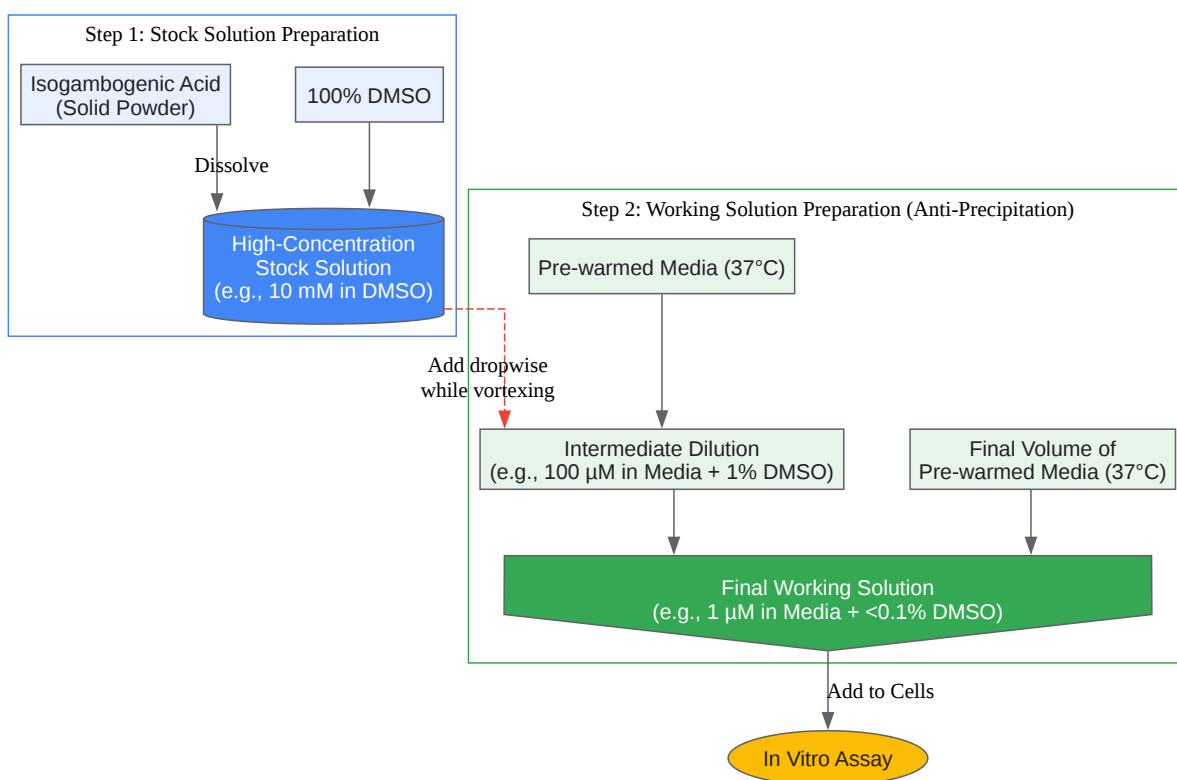 Step 1: Stock Solution Preparation
Isogambogenic Acid
(Solid Powder)
100% DMSO
Dissolve
High-Concentration
Stock Solution
(e.g., 10 mM in DMSO)
Step 2: Working Solution Preparation (Anti-Precipitation)
Pre-warmed Media (37°C)
Add dropwise
while vortexing
Intermediate Dilution
(e.g., 100 µM in Media + 1% DMSO)
Final Volume of
Pre-warmed Media (37°C)
Final Working Solution
(e.g., 1 µM in Media + <0.1% DMSO)
Add to Cells
In Vitro Assay